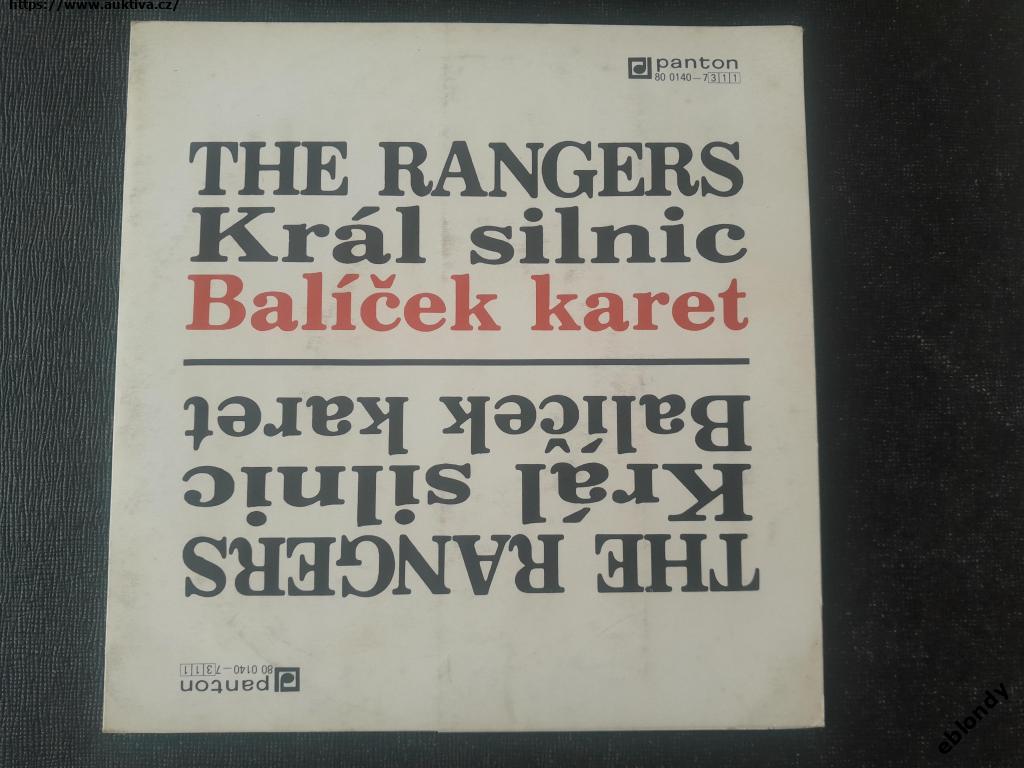 https://www.auktiva.cz/
panton
80 0140-7311
THE RANGERS
Král silnic
Balíček karet
Balíček karet
Král silnic
THE RANGERS
80 0140-7311
panton
eblondy